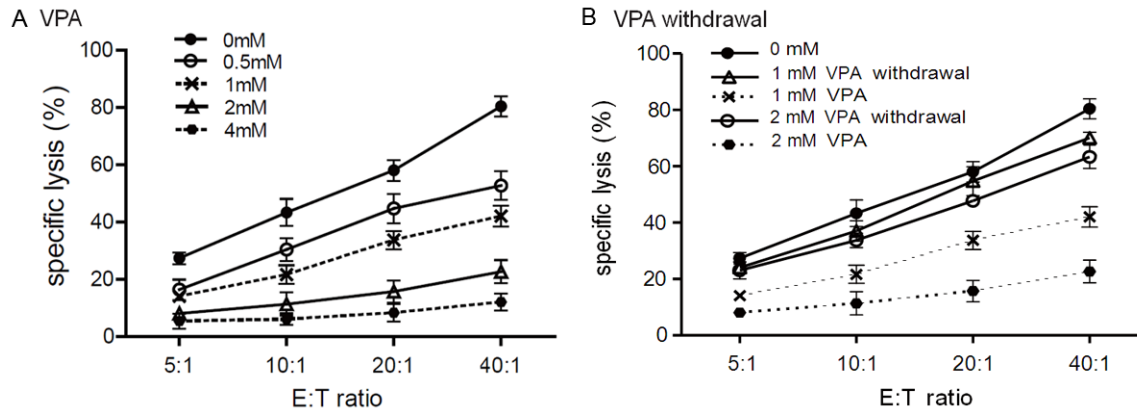 A VPA
0mM
0.5mM
1mM
2mM
4mM
100
80
60
40
20
0
specific lysis (%)
5:1 10:1 20:1 40:1
E:T ratio
B VPA withdrawal
0 mM
1 mM VPA withdrawal
1 mM VPA
2 mM VPA withdrawal
2 mM VPA
100
80
60
40
20
0
specific lysis (%)
5:1 10:1 20:1 40:1
E:T ratio